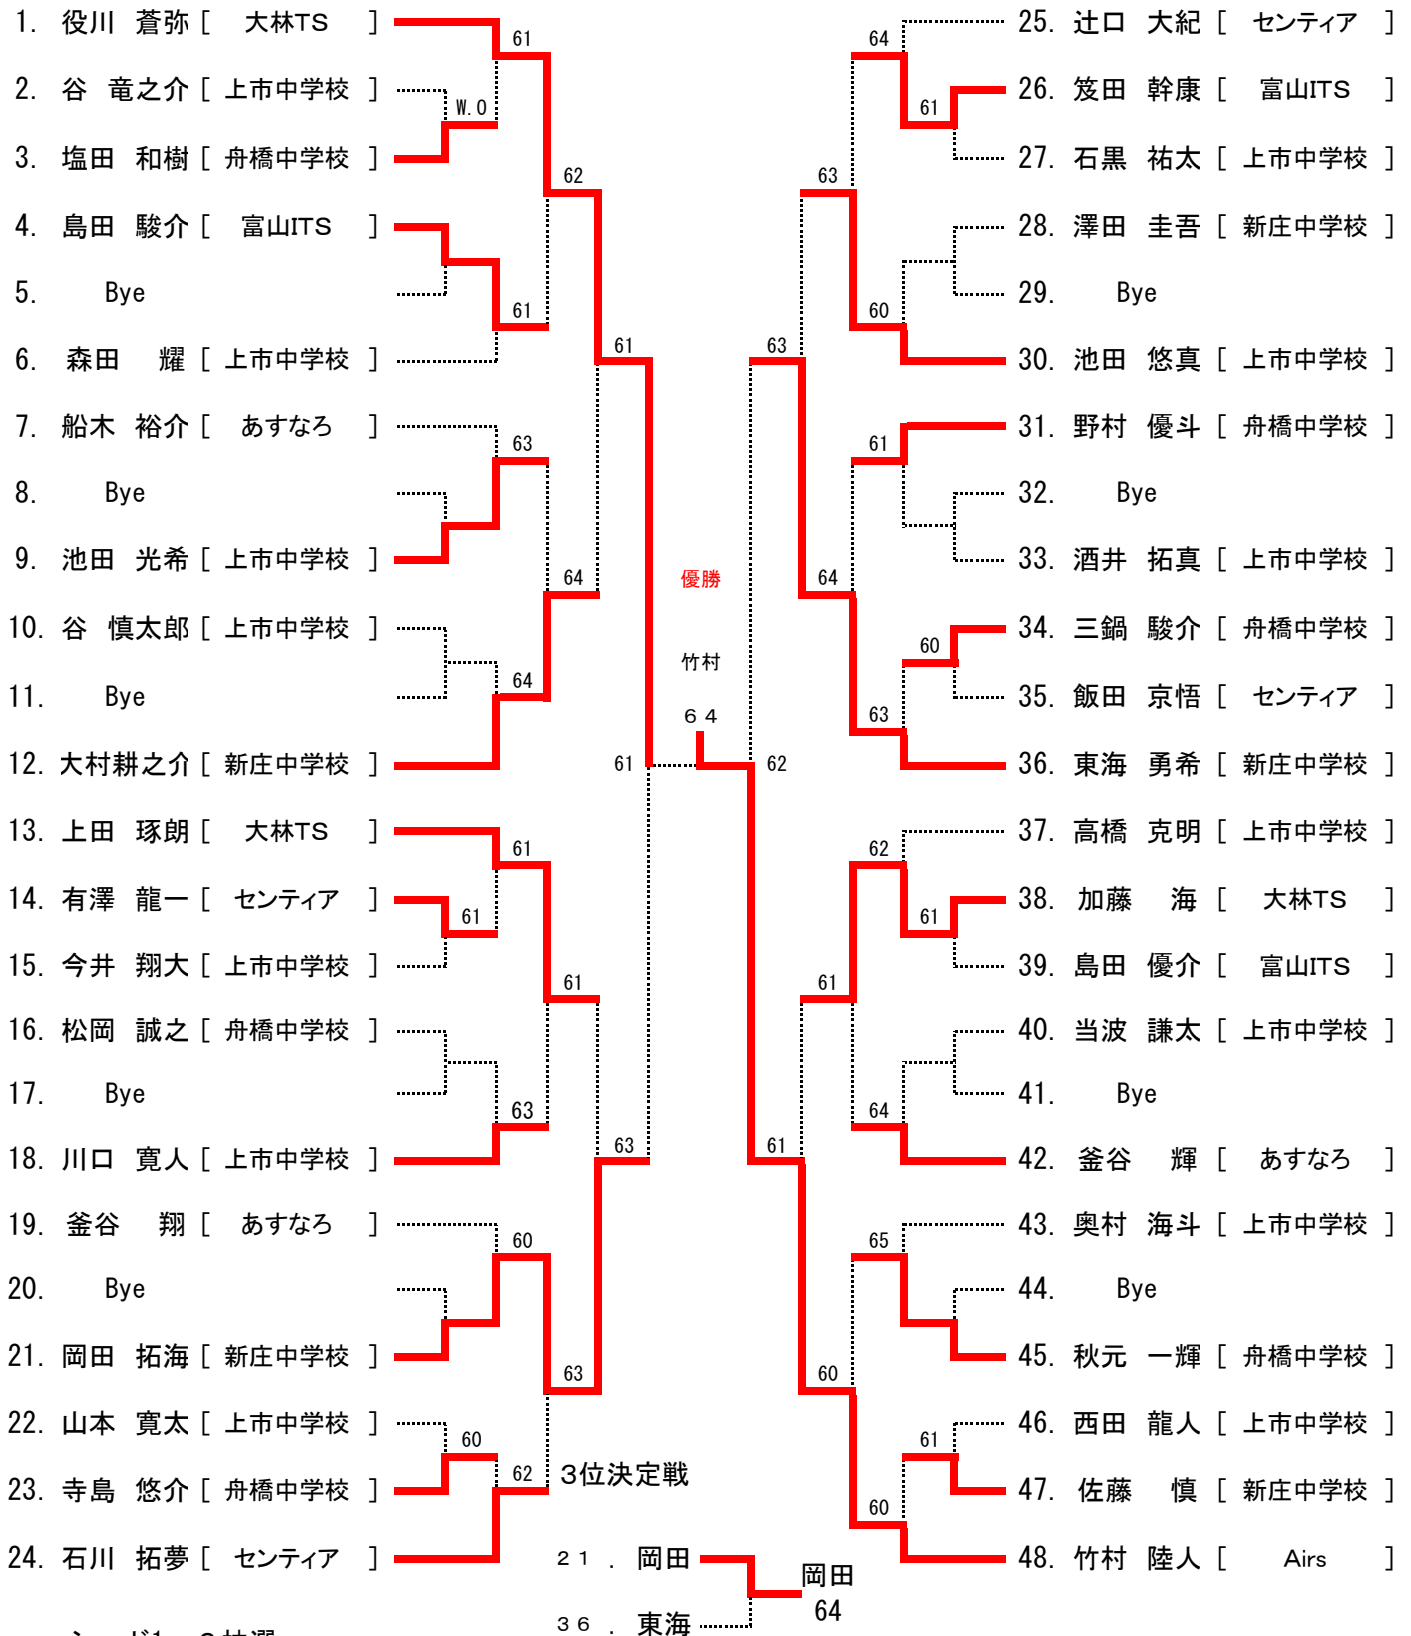 1. 役川 蒼弥 [ 大林TS ]
2. 谷 竜之介 [ 上市中学校 ]
3. 塩田 和樹 [ 舟橋中学校 ]
4. 島田 駿介 [ 富山ITS ]
5. Bye
6. 森田 耀 [ 上市中学校 ]
7. 船木 裕介 [ あすなろ ]
8. Bye
9. 池田 光希 [ 上市中学校 ]
10. 谷 慎太郎 [ 上市中学校 ]
11. Bye
12. 大村耕之介 [ 新庄中学校 ]
13. 上田 琢朗 [ 大林TS ]
14. 有澤 龍一 [ センティア ]
15. 今井 翔大 [ 上市中学校 ]
16. 松岡 誠之 [ 舟橋中学校 ]
17. Bye
18. 川口 寛人 [ 上市中学校 ]
19. 釜谷 翔 [ あすなろ ]
20. Bye
21. 岡田 拓海 [ 新庄中学校 ]
22. 山本 寛太 [ 上市中学校 ]
23. 寺島 悠介 [ 舟橋中学校 ]
24. 石川 拓夢 [ センティア ]
61
W.O
62
61
61
63
64
64
61
61
61
61
63
63
60
63
60
62
優勝
竹村
６４
62
64
61
63
60
63
61
64
60
63
62
61
61
64
61
65
60
61
60
25. 辻口 大紀 [ センティア ]
26. 笈田 幹康 [ 富山ITS ]
27. 石黒 祐太 [ 上市中学校 ]
28. 澤田 圭吾 [ 新庄中学校 ]
29. Bye
30. 池田 悠真 [ 上市中学校 ]
31. 野村 優斗 [ 舟橋中学校 ]
32. Bye
33. 酒井 拓真 [ 上市中学校 ]
34. 三鍋 駿介 [ 舟橋中学校 ]
35. 飯田 京悟 [ センティア ]
36. 東海 勇希 [ 新庄中学校 ]
37. 高橋 克明 [ 上市中学校 ]
38. 加藤 海 [ 大林TS ]
39. 島田 優介 [ 富山ITS ]
40. 当波 謙太 [ 上市中学校 ]
41. Bye
42. 釜谷 輝 [ あすなろ ]
43. 奥村 海斗 [ 上市中学校 ]
44. Bye
45. 秋元 一輝 [ 舟橋中学校 ]
46. 西田 龍人 [ 上市中学校 ]
47. 佐藤 慎 [ 新庄中学校 ]
48. 竹村 陸人 [ Airs ]
3位決定戦
２１ . 岡田
３６ . 東海
岡田
64